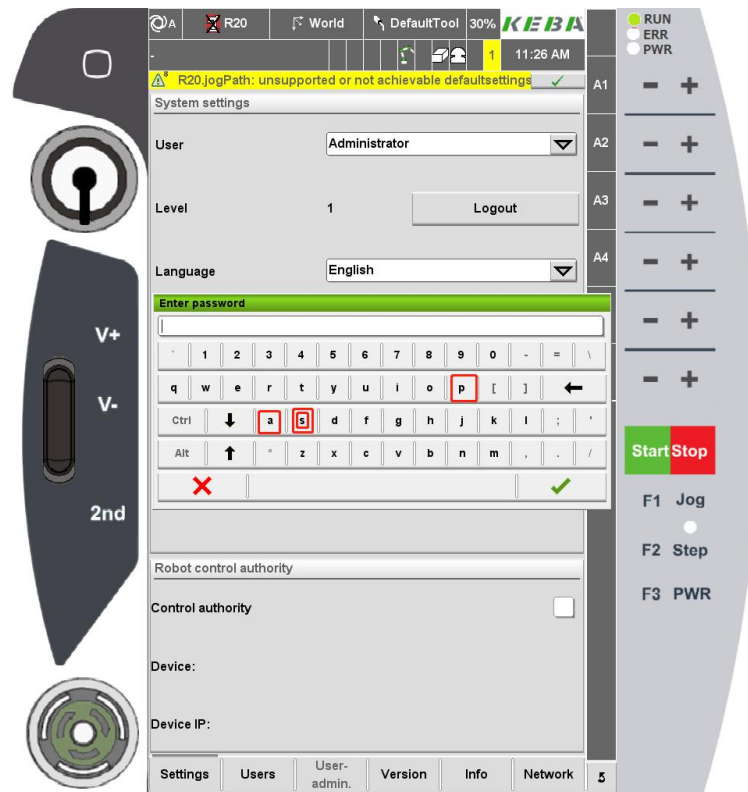 A R20 World DefaultTool 30% KEBA
- 1 11:26 AM
R20.jogPath: unsupported or not achievable defaultsettings
System settings
User Administrator
Level 1 Logout
Language English
Enter password
` 1 2 3 4 5 6 7 8 9 0 - = \
q w e r t y u i o p [ ]
Ctrl a s d f g h j k l ; '
Alt ° z x c v b n m , . /
Robot control authority
Control authority
Device:
Device IP:
Settings Users User-admin. Version Info Network
V+
V-
2nd
RUN
ERR
PWR
A1 - +
A2 - +
A3 - +
A4 - +
- +
- +
Start Stop
F1 Jog
F2 Step
F3 PWR